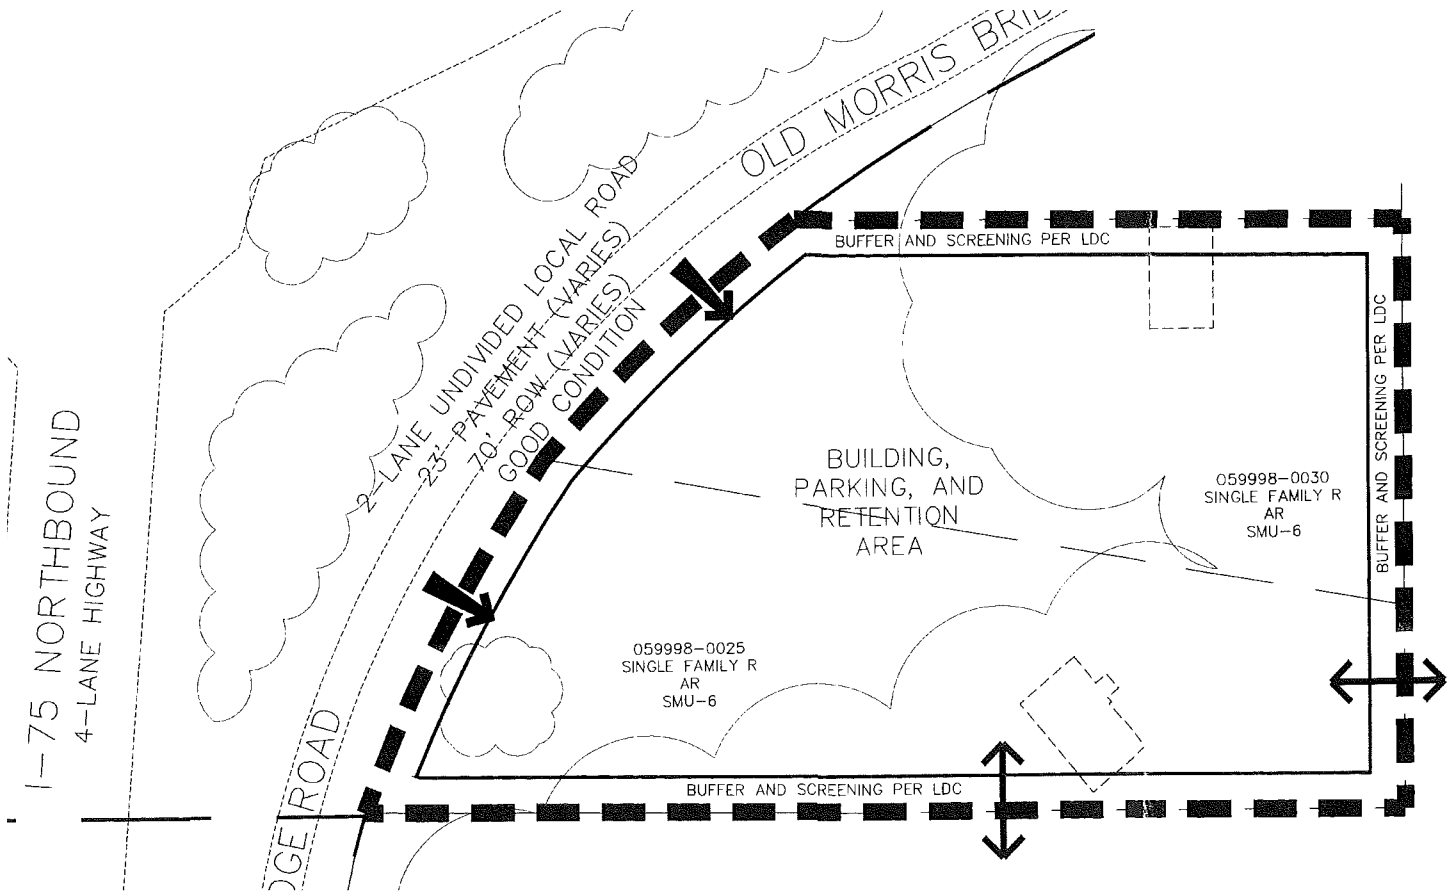 OLD MORRIS BRID
2-LANE UNDIVIDED LOCAL ROAD
23' PAVEMENT (VARIES)
70' ROW (VARIES)
GOOD CONDITION
BUFFER AND SCREENING PER LDC
BUFFER AND SCREENING PER LDC
I-75 NORTHBOUND
4-LANE HIGHWAY
BUILDING,
PARKING, AND
RETENTION
AREA
059998-0030
SINGLE FAMILY R
AR
SMU-6
059998-0025
SINGLE FAMILY R
AR
SMU-6
BUFFER AND SCREENING PER LDC
DGE ROAD